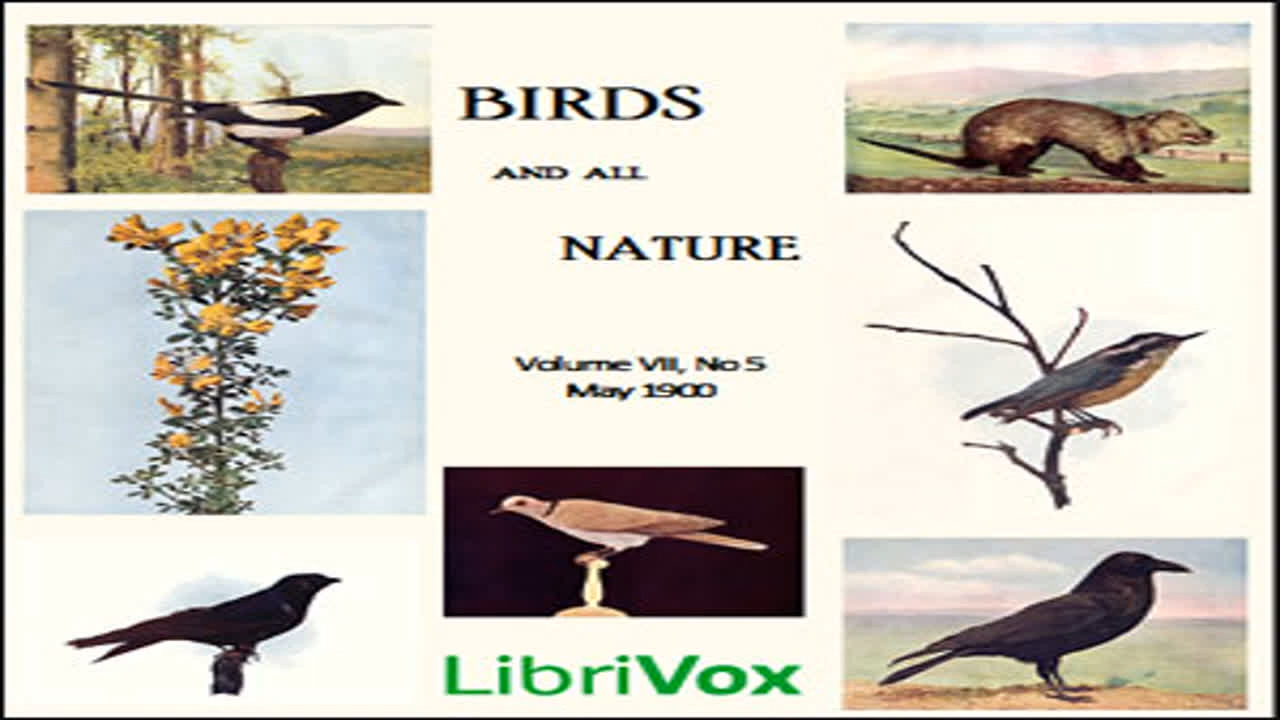 BIRDS
AND ALL
NATURE
Volume VII, No 5
May 1900
LibriVox